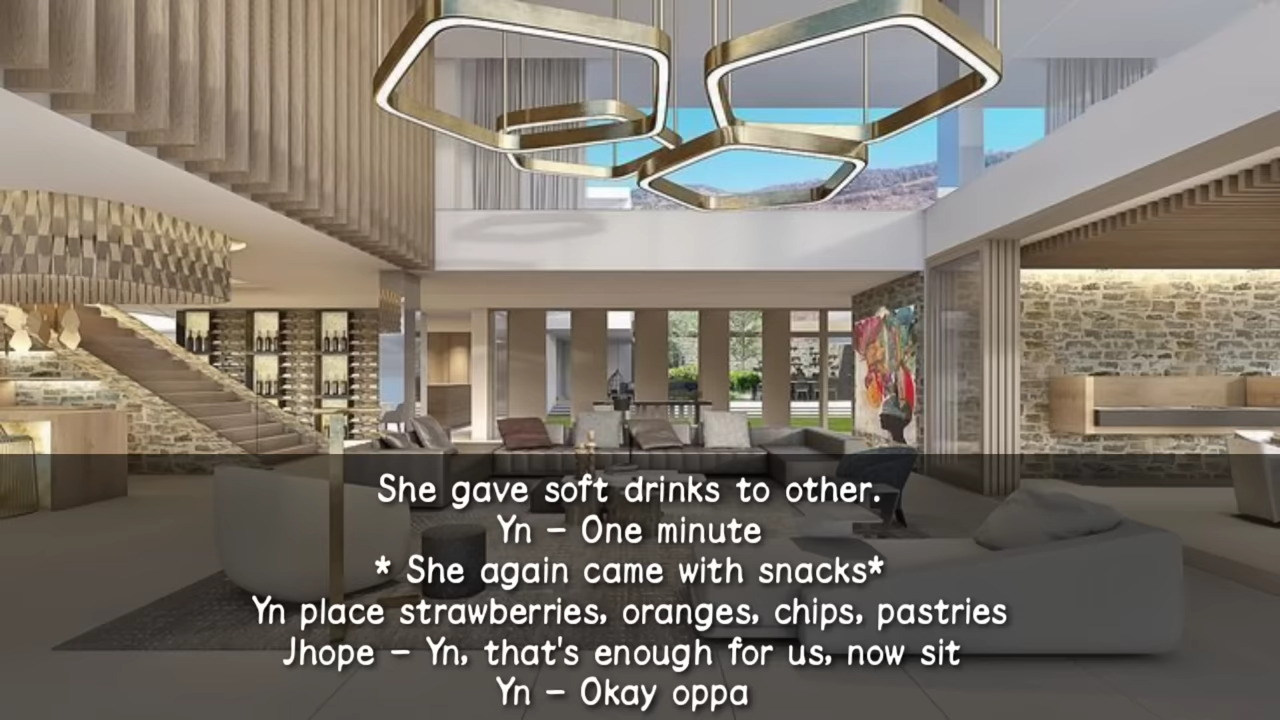 She gave soft drinks to other.
Yn – One minute
* She again came with snacks*
Yn place strawberries, oranges, chips, pastries
Jhope – Yn, that's enough for us, now sit
Yn – Okay oppa